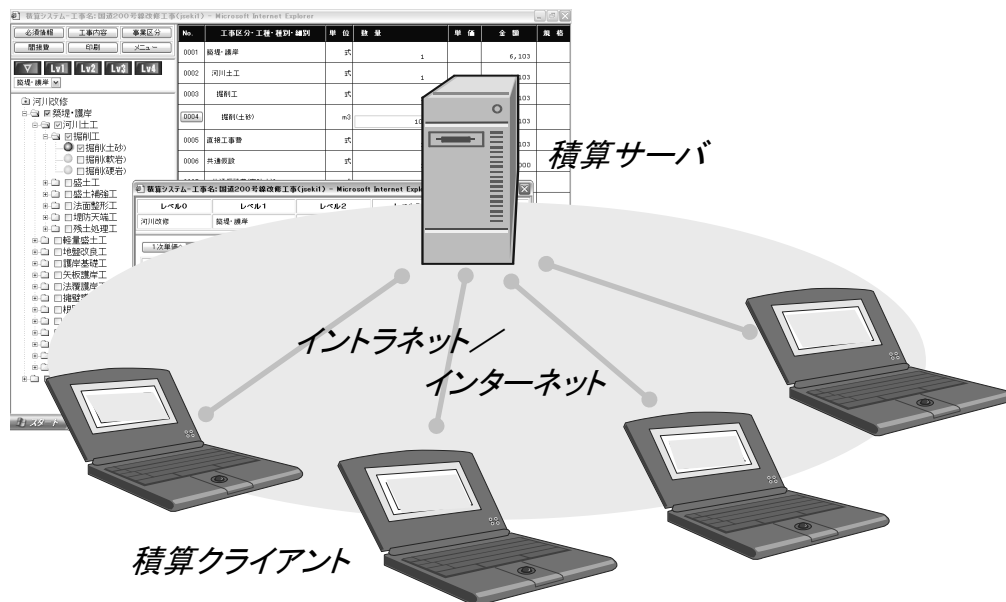 積算システム-工事名:国道200号線改修工事(jseki1) - Microsoft Internet Explorer
必須情報 工事内容 事業区分
間接費 印刷 メニュー
▽ Lv1 Lv2 Lv3 Lv4
築堤・護岸
河川改修
築堤・護岸
河川土工
掘削工
掘削(土砂)
掘削(軟岩)
掘削(硬岩)
盛土工
盛土補強工
法面整形工
堤防天端工
残土処理工
軽量盛土工
地盤改良工
護岸基礎工
矢板護岸工
法覆護岸工
スタート
No. 工事区分・工種・種別・細別 単位 数量 単価 金額 規格
0001 築堤・護岸 式 1 6,103
0002 河川土工 式 1
0003 掘削工 式
0004 掘削(土砂) m3
0005 直接工事費 式
0006 共通仮設 式
積算システム-工事名:国道200号線改修工事(jseki1) - Microsoft Internet
レベル0 レベル1 レベル2
河川改修 築堤・護岸
積算サーバ
イントラネット/
インターネット
積算クライアント